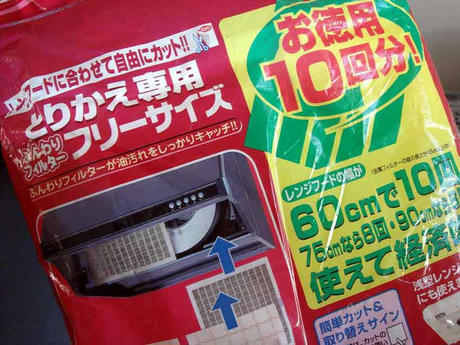 レンジフードに合わせて自由にカット!!
とりかえ専用
ふんわり
フィルター
フリーサイズ
ふんわりフィルターが油汚れをしっかりキャッチ!!
お徳用
10回分!
レンジフードの幅が
60cmで10回
75cmなら8回・90cmなら
使えて経済的
浅型レンジ
にも使え
簡単カット&
取り替えサイン